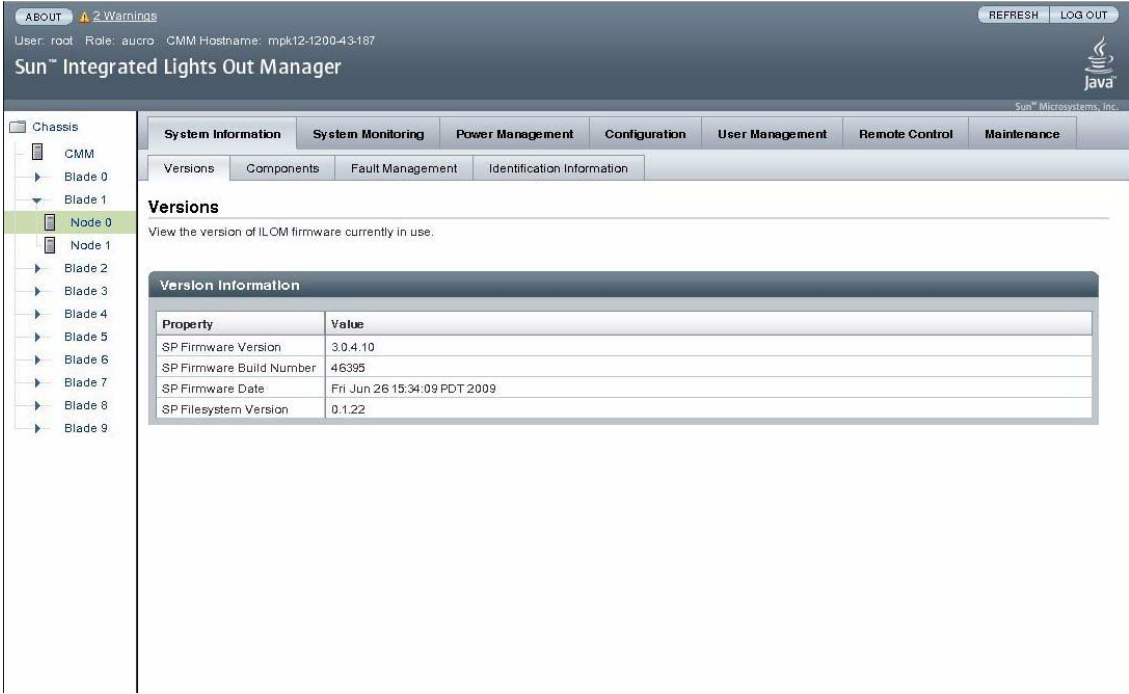 ABOUT 2 Warnings REFRESH LOG OUT
User: root Role: aucro CMM Hostname: mpk12-1200-43-187
Sun™ Integrated Lights Out Manager
Java™
Sun™ Microsystems, Inc.
Chassis
CMM
Blade 0
Blade 1
Node 0
Node 1
Blade 2
Blade 3
Blade 4
Blade 5
Blade 6
Blade 7
Blade 8
Blade 9
System Information System Monitoring Power Management Configuration User Management Remote Control Maintenance
Versions Components Fault Management Identification Information
Versions
View the version of ILOM firmware currently in use.
Version Information
Property Value
SP Firmware Version 3.0.4.10
SP Firmware Build Number 46395
SP Firmware Date Fri Jun 26 15:34:09 PDT 2009
SP Filesystem Version 0.1.22